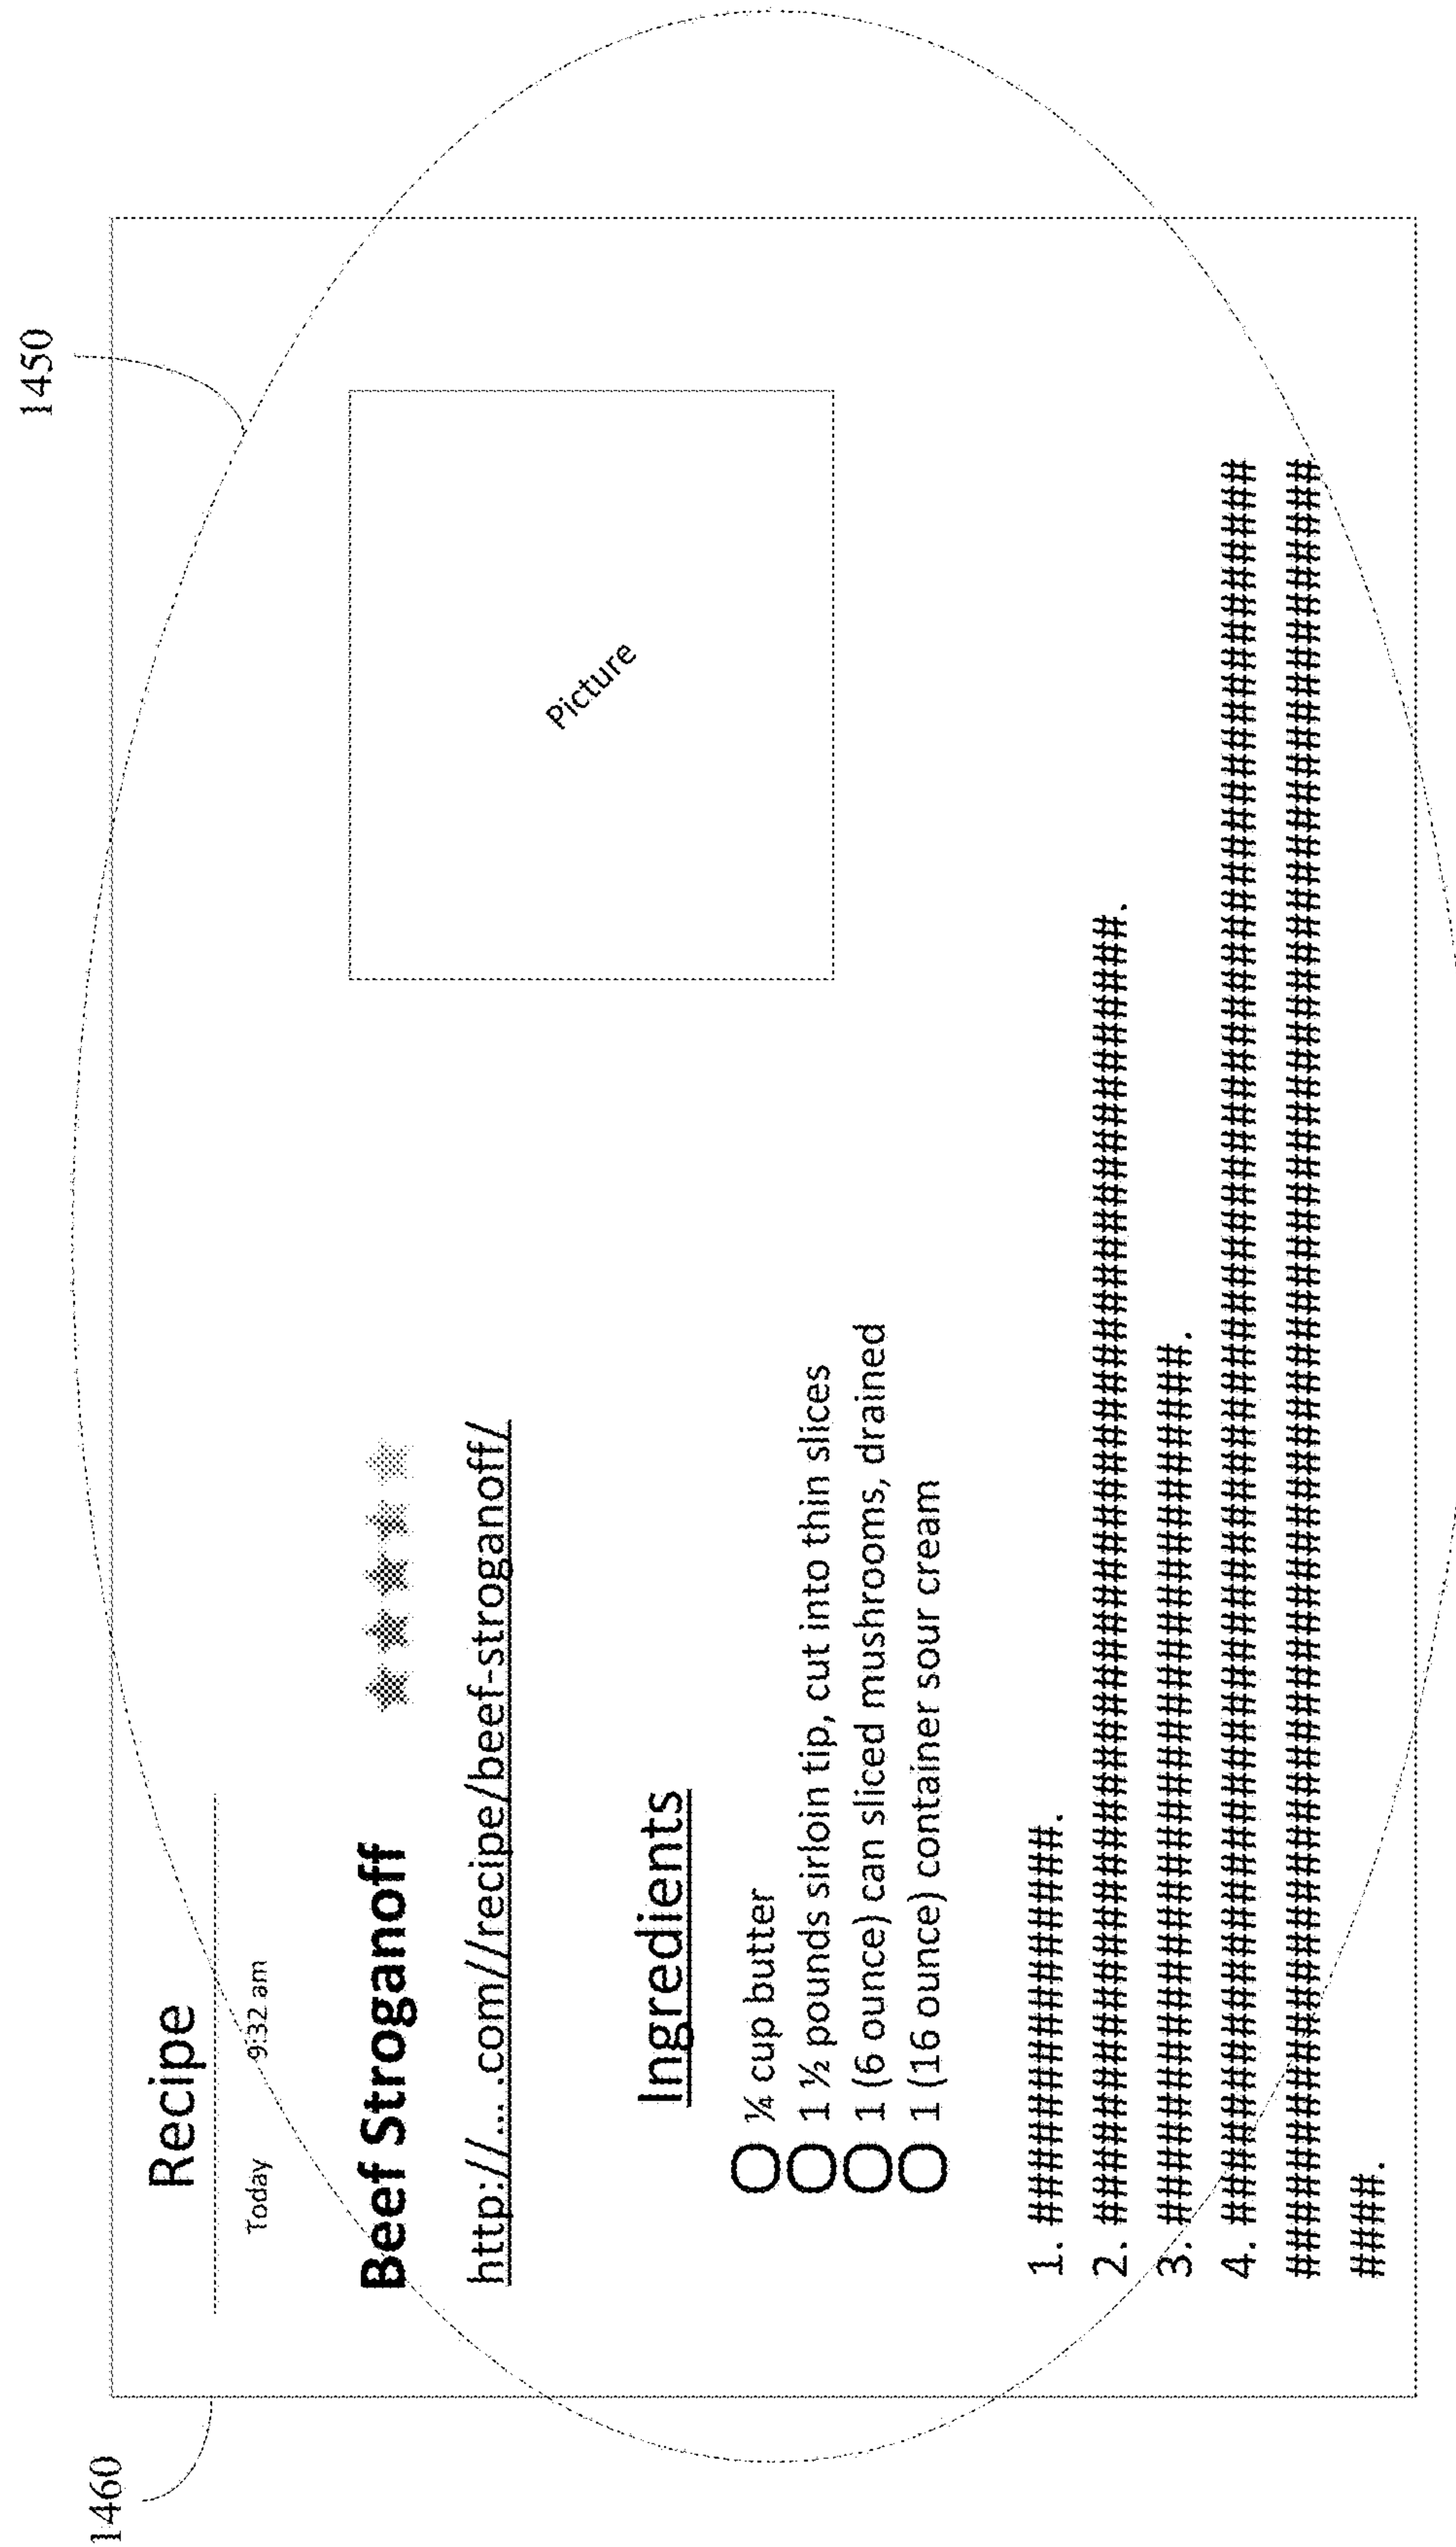 1450
1460
Recipe
Today 9:32 am
Beef Stroganoff
http://... .com//recipe/beef-stroganoff/
Picture
Ingredients
¼ cup butter
1 ½ pounds sirloin tip, cut into thin slices
1 (6 ounce) can sliced mushrooms, drained
1 (16 ounce) container sour cream
1. ###############.
2. ##################################################.
3. #################################.
4. ###################################################################
######################################################################
####.